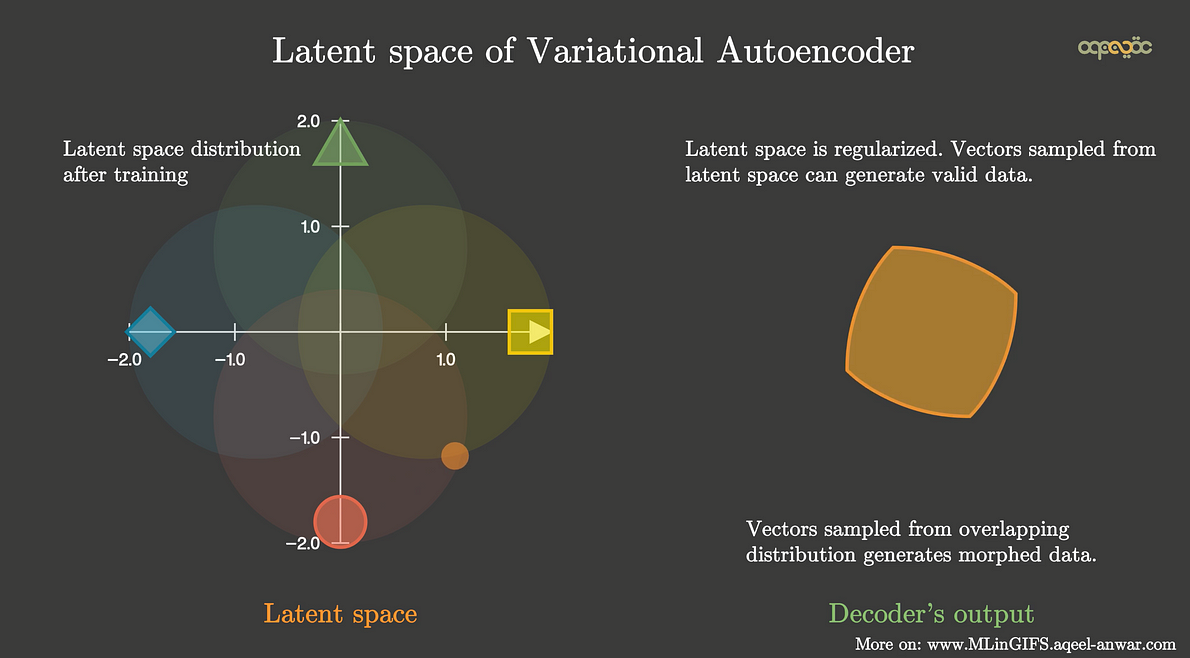 Latent space of Variational Autoencoder
Latent space distribution
after training
2.0
1.0
−2.0
−1.0
1.0
−1.0
−2.0
Latent space
Latent space is regularized. Vectors sampled from
latent space can generate valid data.
Vectors sampled from overlapping
distribution generates morphed data.
Decoder's output
More on: www.MLinGIFS.aqeel-anwar.com